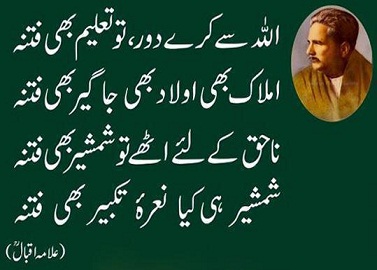 اللہ سے کرے دور، تو تعلیم بھی فتنہ
املاک بھی اولاد بھی جاگیر بھی فتنہ
ناحق کے لئے اٹھے تو شمشیر بھی فتنہ
شمشیر ہی کیا نعرۂ تکبیر بھی فتنہ
(علامہ اقبالؒ)